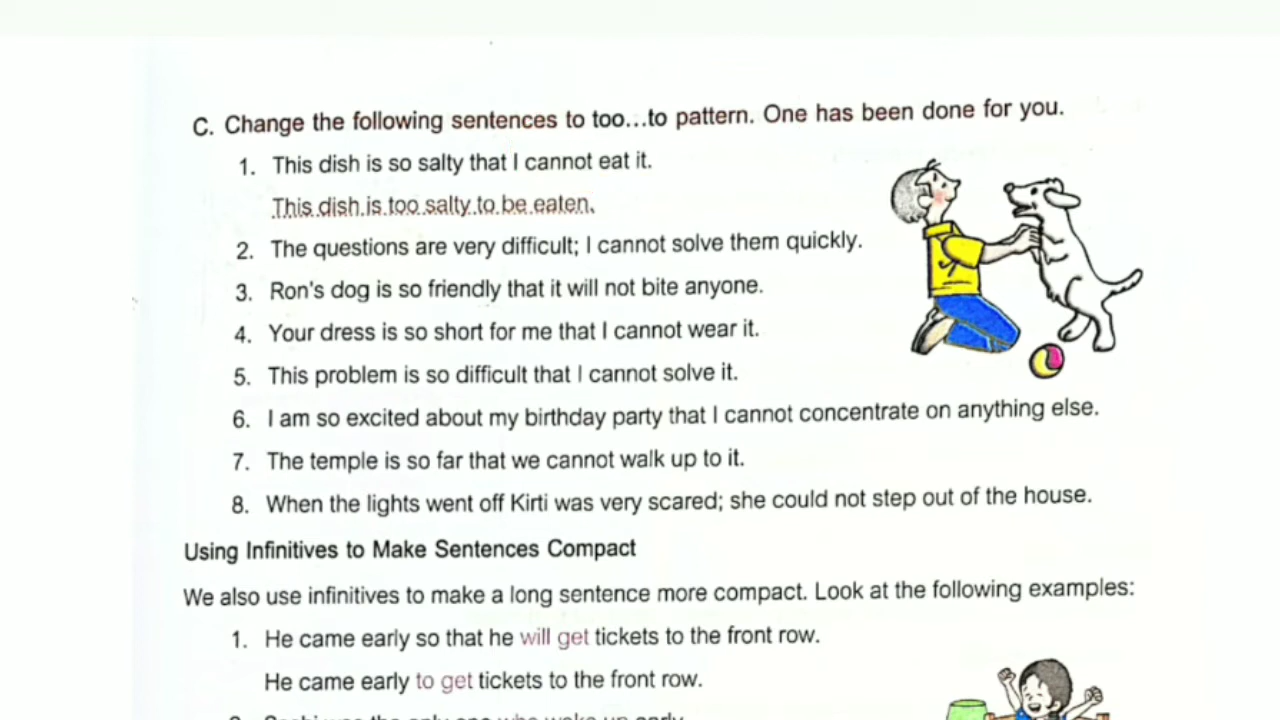 C. Change the following sentences to too...to pattern. One has been done for you.
1. This dish is so salty that I cannot eat it.
This dish is too salty to be eaten.
2. The questions are very difficult; I cannot solve them quickly.
3. Ron's dog is so friendly that it will not bite anyone.
4. Your dress is so short for me that I cannot wear it.
5. This problem is so difficult that I cannot solve it.
6. I am so excited about my birthday party that I cannot concentrate on anything else.
7. The temple is so far that we cannot walk up to it.
8. When the lights went off Kirti was very scared; she could not step out of the house.
Using Infinitives to Make Sentences Compact
We also use infinitives to make a long sentence more compact. Look at the following examples:
1. He came early so that he will get tickets to the front row.
He came early to get tickets to the front row.
was the only one who woke up early